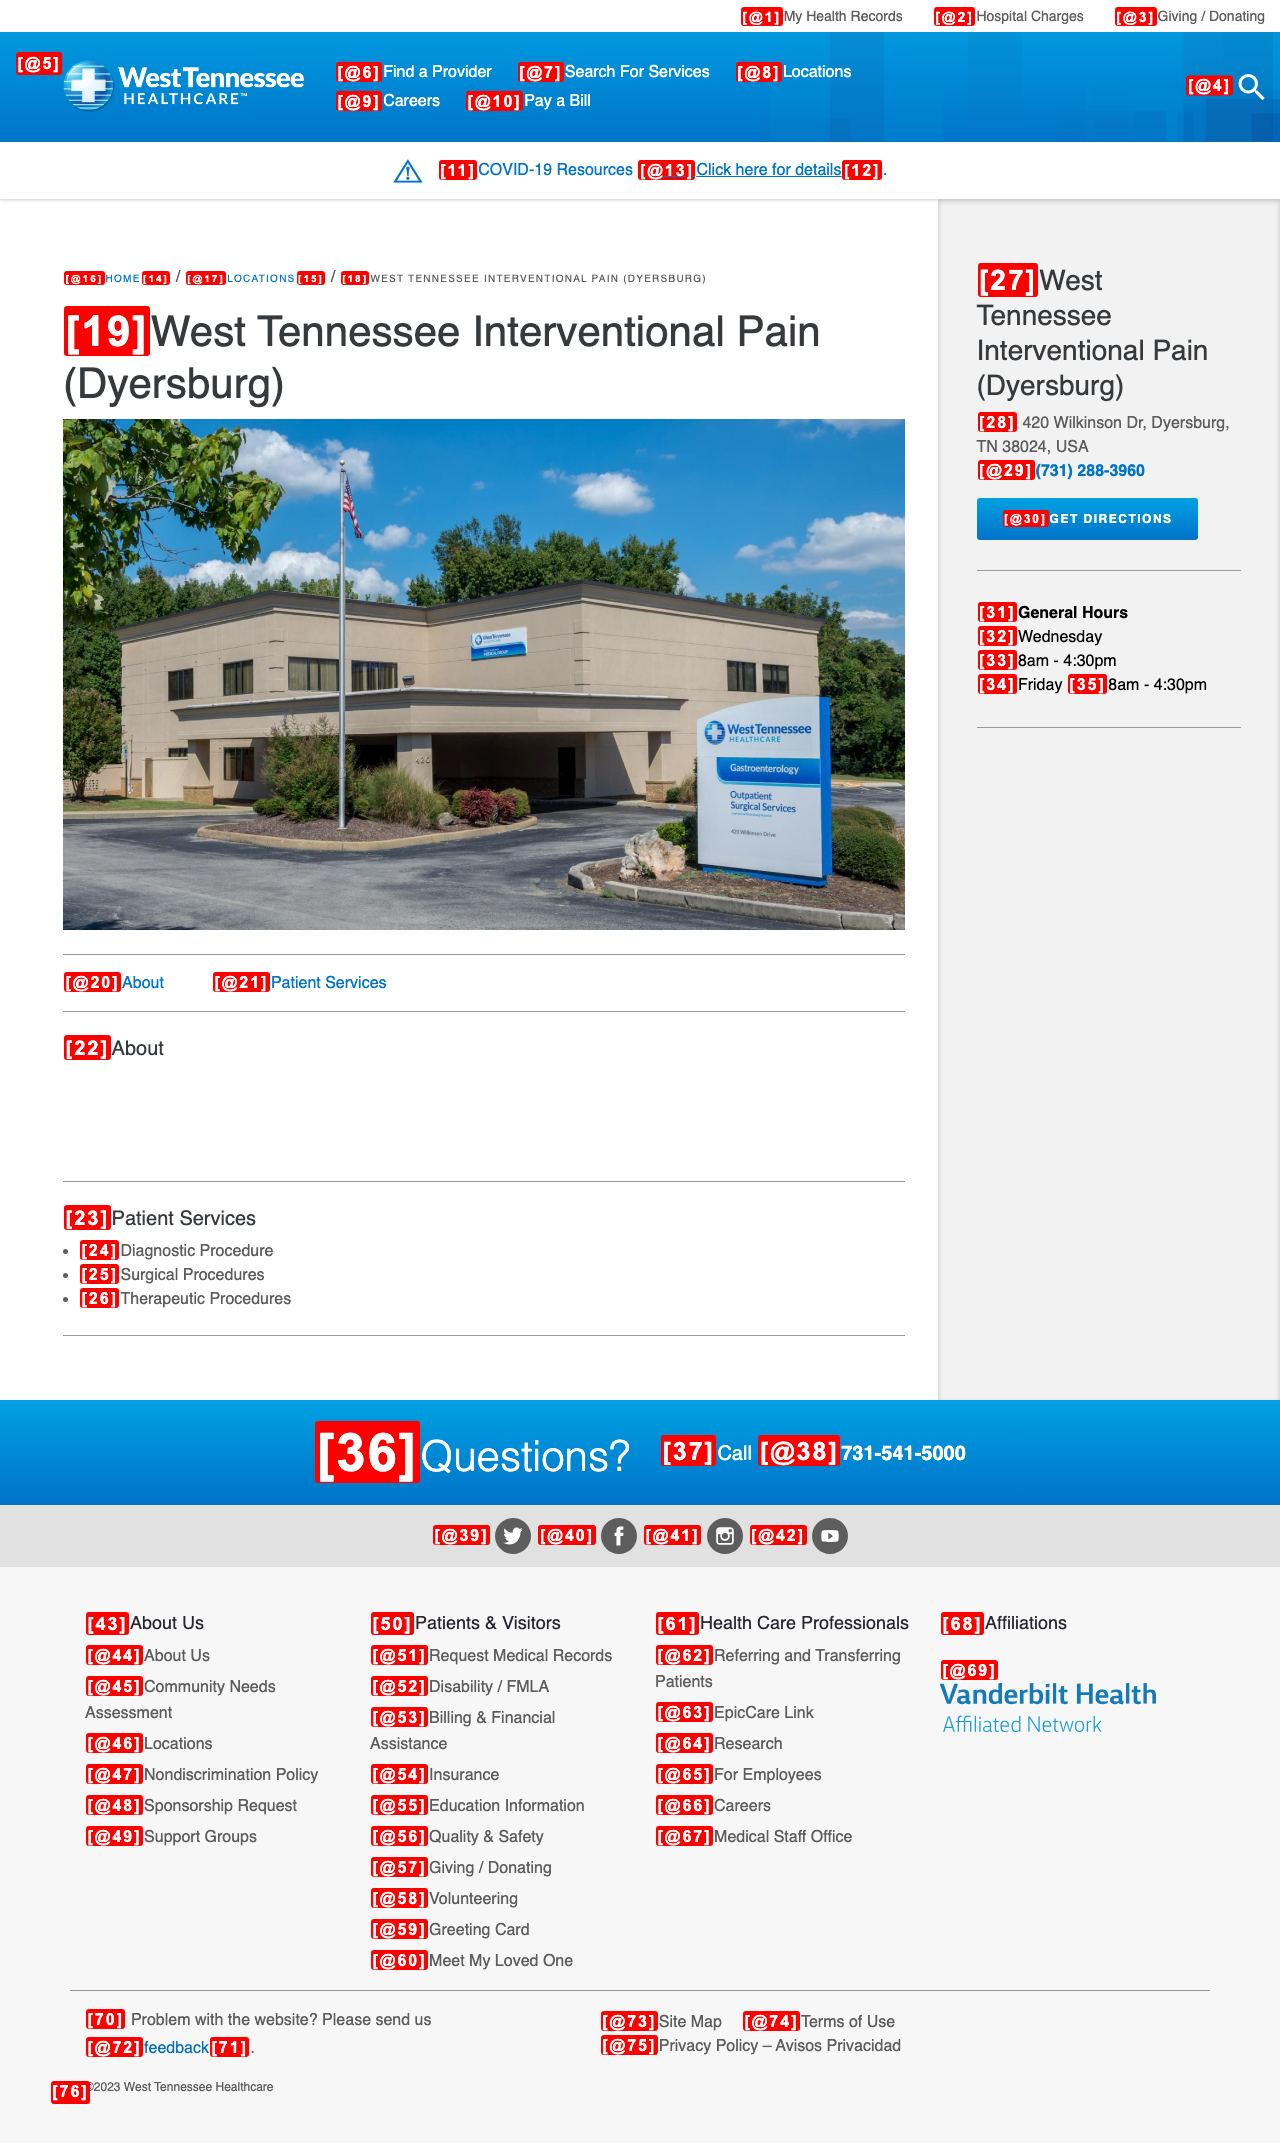 [@1]My Health Records [@2]Hospital Charges [@3]Giving / Donating
[@5] West Tennessee HEALTHCARE™
[@6]Find a Provider [@7]Search For Services [@8]Locations
[@9]Careers [@10]Pay a Bill
[@4]
[11]COVID-19 Resources [@13]Click here for details[12].
[@16]HOME[14] / [@17]LOCATIONS[15] / [18]WEST TENNESSEE INTERVENTIONAL PAIN (DYERSBURG)
[19]West Tennessee Interventional Pain
(Dyersburg)
WestTennessee
HEALTHCARE
MEDICAL GROUP
420
WestTennessee
HEALTHCARE
Gastroenterology
Outpatient
Surgical Services
420 Wilkinson Drive
[@20]About [@21]Patient Services
[22]About
[23]Patient Services
[24]Diagnostic Procedure
[25]Surgical Procedures
[26]Therapeutic Procedures
[27]West
Tennessee
Interventional Pain
(Dyersburg)
[28] 420 Wilkinson Dr, Dyersburg,
TN 38024, USA
[@29](731) 288-3960
[@30]GET DIRECTIONS
[31]General Hours
[32]Wednesday
[33]8am - 4:30pm
[34]Friday [35]8am - 4:30pm
[36]Questions? [37]Call [@38]731-541-5000
[@39] [@40] [@41] [@42]
[43]About Us
[@44]About Us
[@45]Community Needs
Assessment
[@46]Locations
[@47]Nondiscrimination Policy
[@48]Sponsorship Request
[@49]Support Groups
[50]Patients & Visitors
[@51]Request Medical Records
[@52]Disability / FMLA
[@53]Billing & Financial
Assistance
[@54]Insurance
[@55]Education Information
[@56]Quality & Safety
[@57]Giving / Donating
[@58]Volunteering
[@59]Greeting Card
[@60]Meet My Loved One
[61]Health Care Professionals
[@62]Referring and Transferring
Patients
[@63]EpicCare Link
[@64]Research
[@65]For Employees
[@66]Careers
[@67]Medical Staff Office
[68]Affiliations
[@69]
Vanderbilt Health
Affiliated Network
[70] Problem with the website? Please send us
[@72]feedback[71].
[@73]Site Map [@74]Terms of Use
[@75]Privacy Policy – Avisos Privacidad
[76]©2023 West Tennessee Healthcare